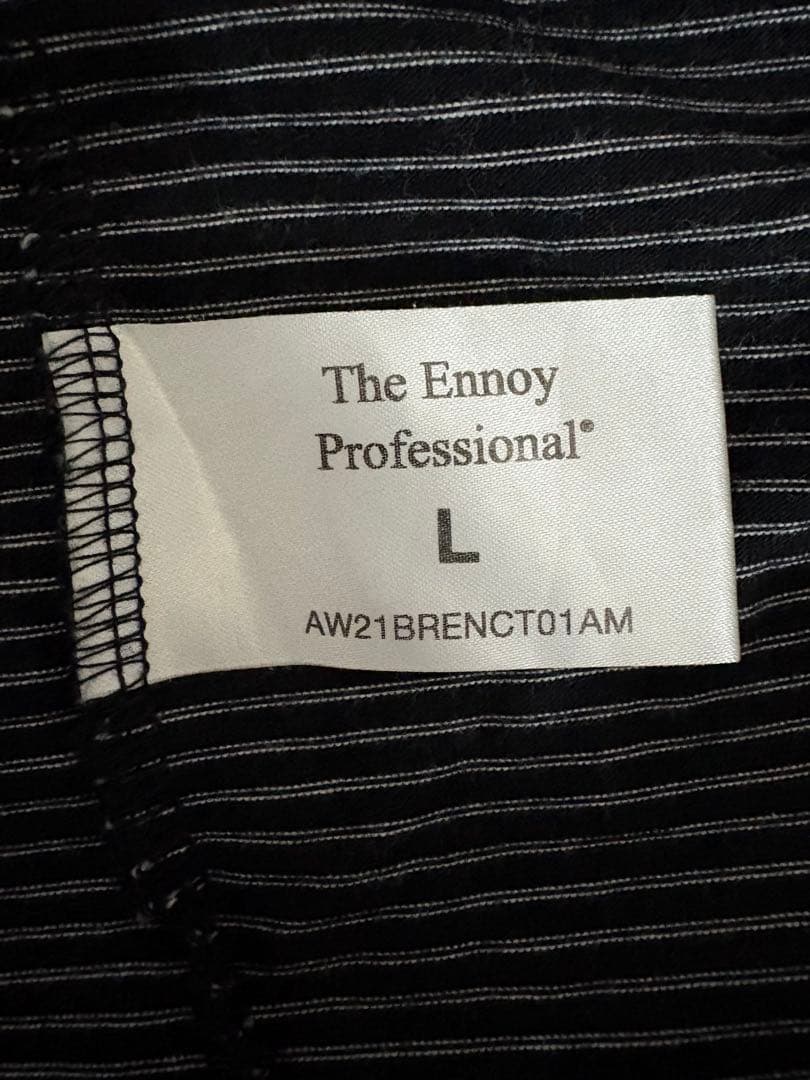 The Ennoy
Professional®
L
AW21BRENCT01AM